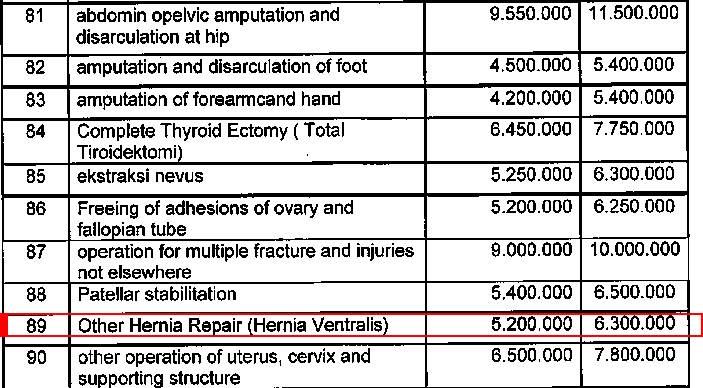 81 abdomin opelvic amputation and 9.550.000 11.500.000
disarculation at hip
82 amputation and disarculation of foot 4.500.000 5.400.000
83 amputation of forearmcand hand 4.200.000 5.400.000
84 Complete Thyroid Ectomy ( Total 6.450.000 7.750.000
Tiroidektomi)
85 ekstraksi nevus 5.250.000 6.300.000
86 Freeing of adhesions of ovary and 5.200.000 6.250.000
fallopian tube
87 operation for multiple fracture and injuries 9.000.000 10.000.000
not elsewhere
88 Patellar stabilitation 5.400.000 6.500.000
89 Other Hernia Repair (Hernia Ventralis) 5.200.000 6.300.000
90 other operation of uterus, cervix and 6.500.000 7.800.000
supporting structure